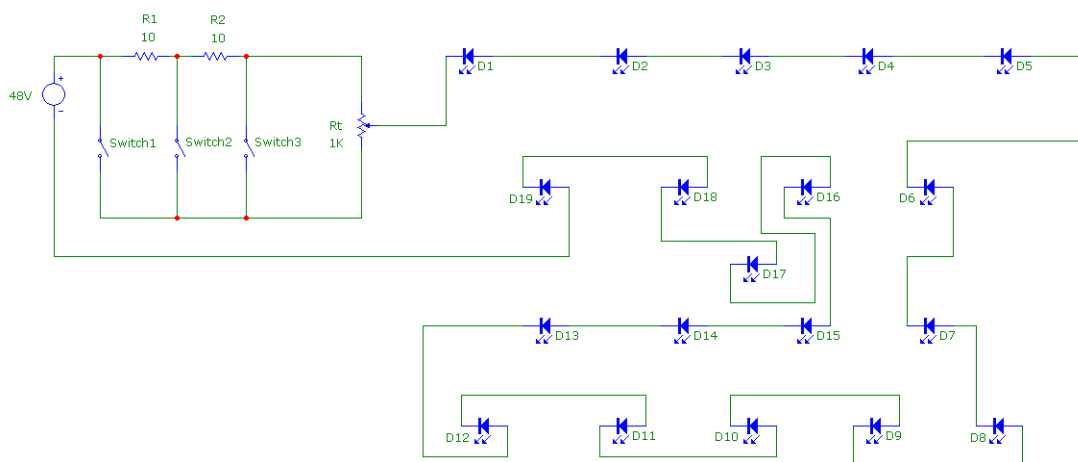 R1
10
R2
10
48V
+
−
Switch1
Switch2
Switch3
Rt
1K
D1
D2
D3
D4
D5
D19
D18
D16
D6
D17
D13
D14
D15
D7
D12
D11
D10
D9
D8